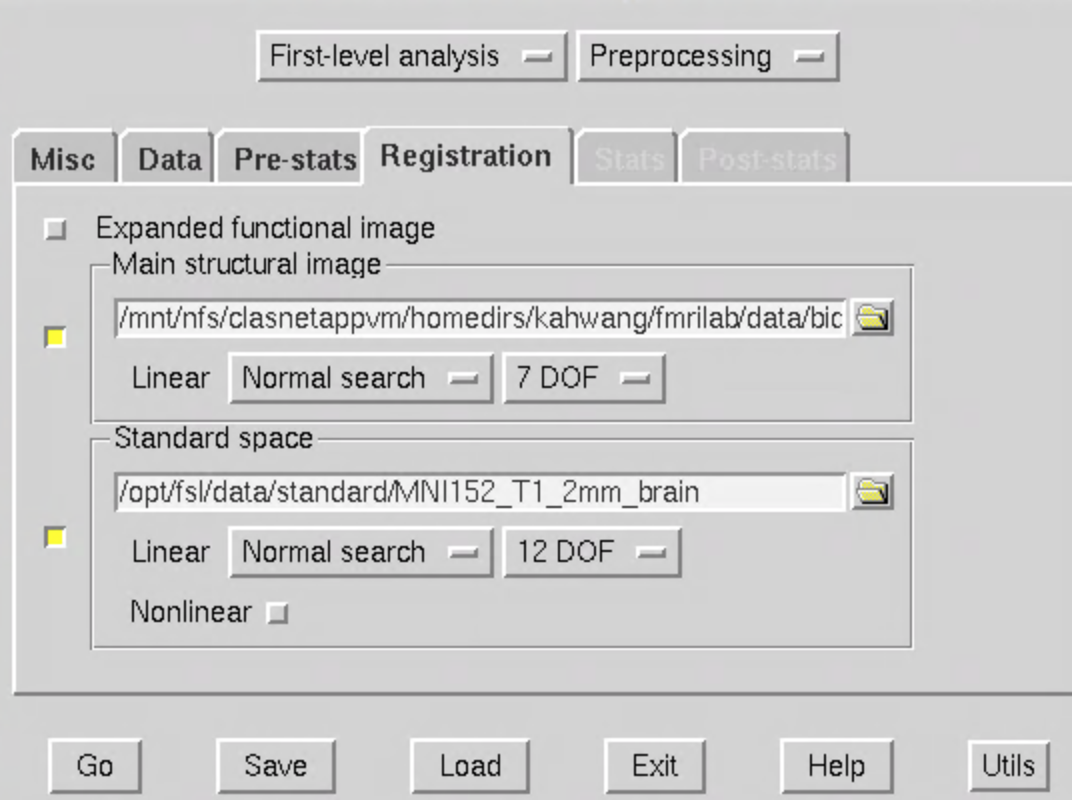 First-level analysis Preprocessing
Misc Data Pre-stats Registration Stats Post-stats
Expanded functional image
Main structural image
/mnt/nfs/clasnetappvm/homedirs/kahwang/fmrilab/data/bic
Linear Normal search 7 DOF
Standard space
/opt/fsl/data/standard/MNI152_T1_2mm_brain
Linear Normal search 12 DOF
Nonlinear
Go Save Load Exit Help Utils